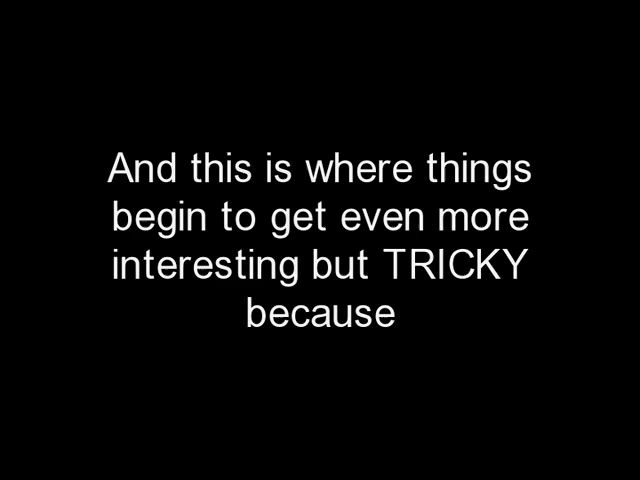 And this is where things
begin to get even more
interesting but TRICKY
because